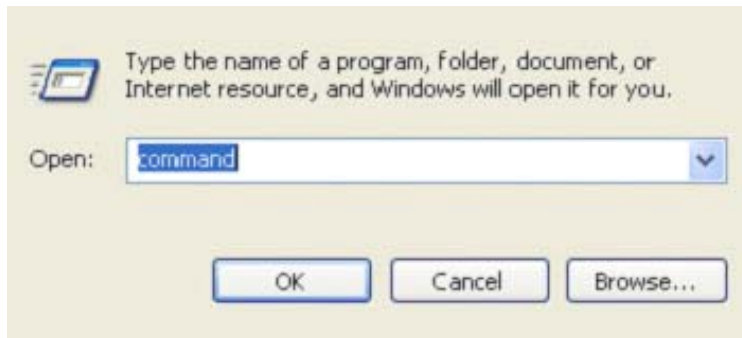 Type the name of a program, folder, document, or
Internet resource, and Windows will open it for you.
Open: command
OK Cancel Browse...